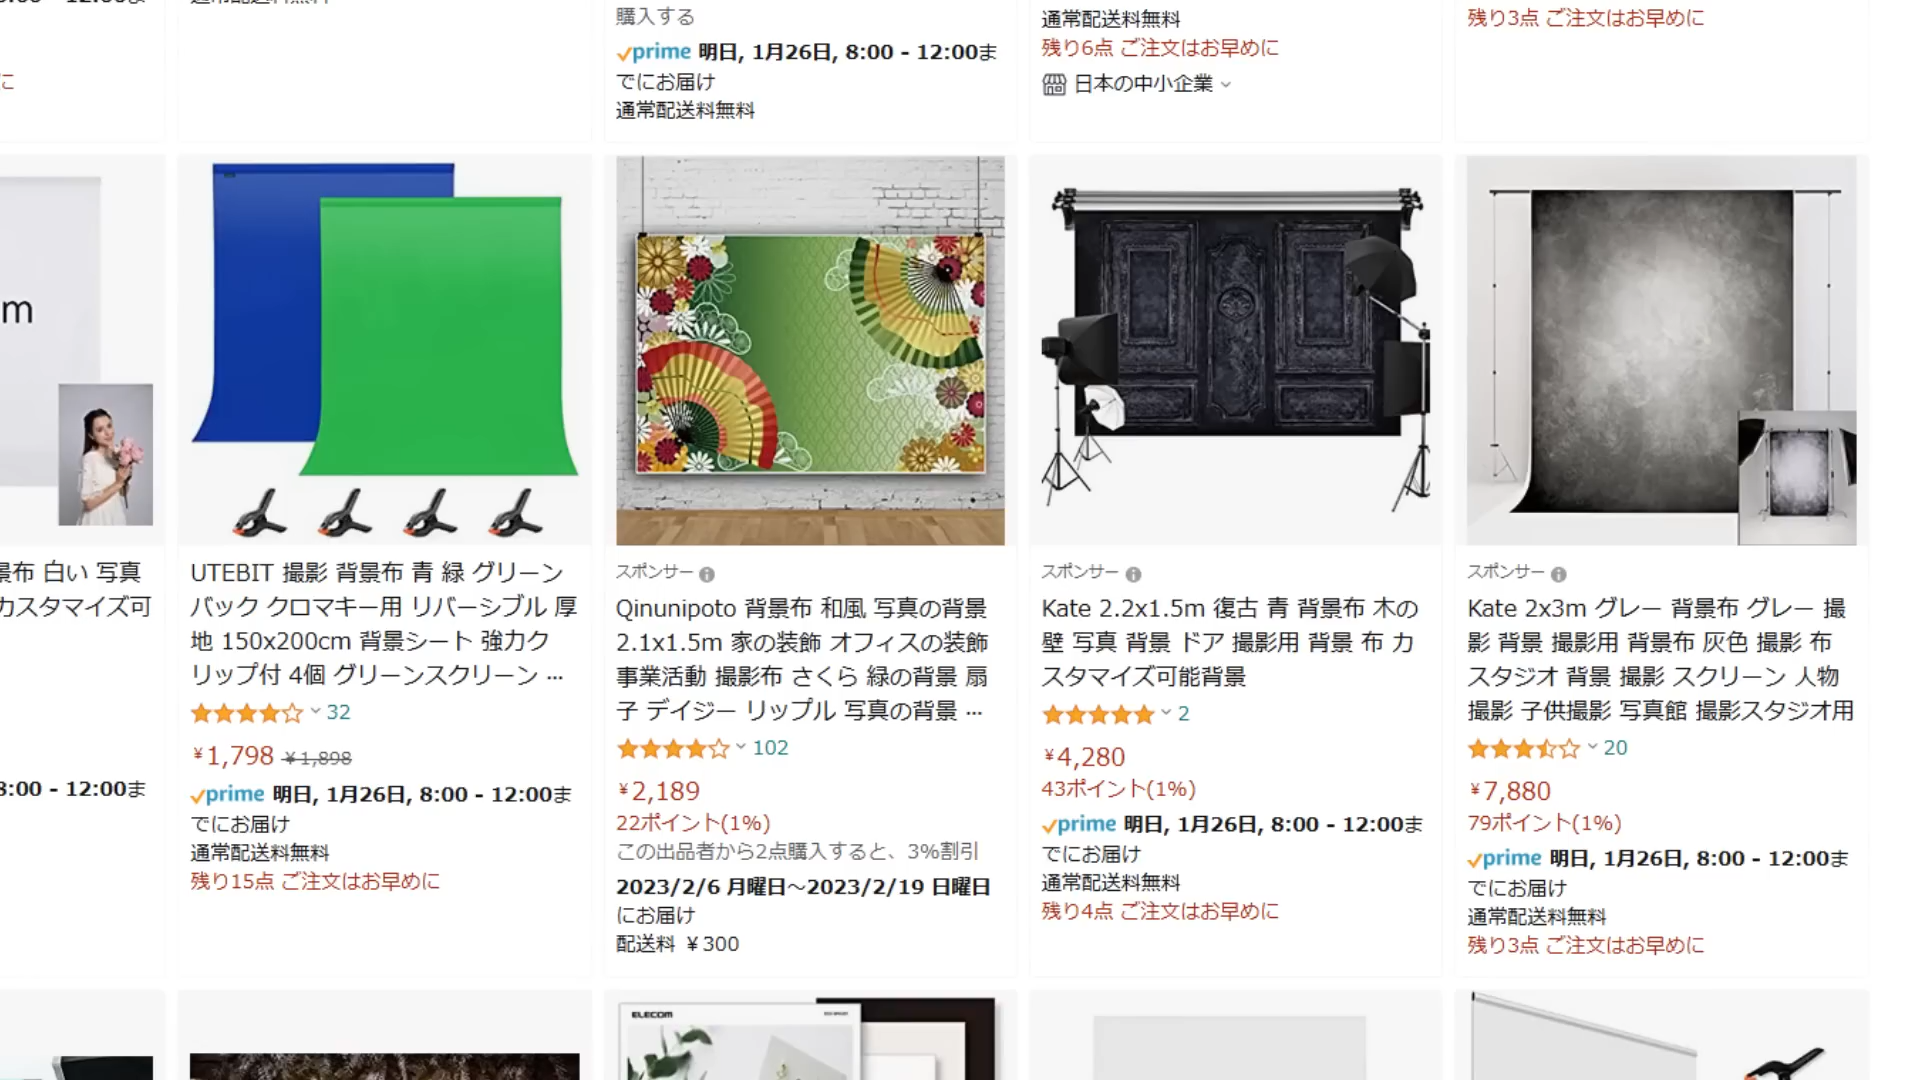 購入する
prime 明日, 1月26日, 8:00 - 12:00ま
でにお届け
通常配送料無料
通常配送料無料
残り6点 ご注文はお早めに
日本の中小企業
残り3点 ご注文はお早めに
に
m
景布 白い 写真
カスタマイズ可
8:00 - 12:00ま
UTEBIT 撮影 背景布 青 緑 グリーン
バック クロマキー用 リバーシブル 厚
地 150x200cm 背景シート 強力ク
リップ付 4個 グリーンスクリーン …
32
¥1,798 ¥1,898
prime 明日, 1月26日, 8:00 - 12:00ま
でにお届け
通常配送料無料
残り15点 ご注文はお早めに
スポンサー
Qinunipoto 背景布 和風 写真の背景
2.1x1.5m 家の装飾 オフィスの装飾
事業活動 撮影布 さくら 緑の背景 扇
子 デイジー リップル 写真の背景 …
102
¥2,189
22ポイント(1%)
この出品者から2点購入すると、3%割引
2023/2/6 月曜日～2023/2/19 日曜日
にお届け
配送料 ¥300
スポンサー
Kate 2.2x1.5m 復古 青 背景布 木の
壁 写真 背景 ドア 撮影用 背景 布 カ
スタマイズ可能背景
2
¥4,280
43ポイント(1%)
prime 明日, 1月26日, 8:00 - 12:00ま
でにお届け
通常配送料無料
残り4点 ご注文はお早めに
スポンサー
Kate 2x3m グレー 背景布 グレー 撮
影 背景 撮影用 背景布 灰色 撮影 布
スタジオ 背景 撮影 スクリーン 人物
撮影 子供撮影 写真館 撮影スタジオ用
20
¥7,880
79ポイント(1%)
prime 明日, 1月26日, 8:00 - 12:00ま
でにお届け
通常配送料無料
残り3点 ご注文はお早めに
ELECOM